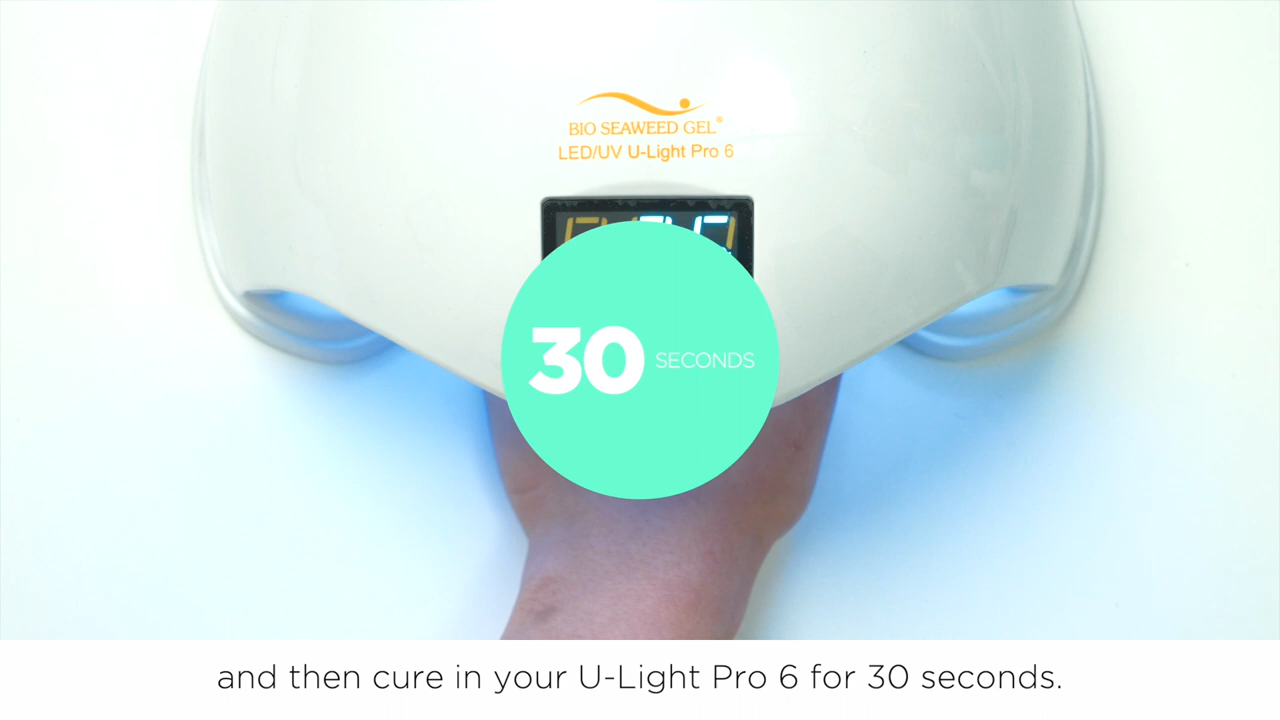 BIO SEAWEED GEL®
LED/UV U-Light Pro 6
30 SECONDS
and then cure in your U-Light Pro 6 for 30 seconds.